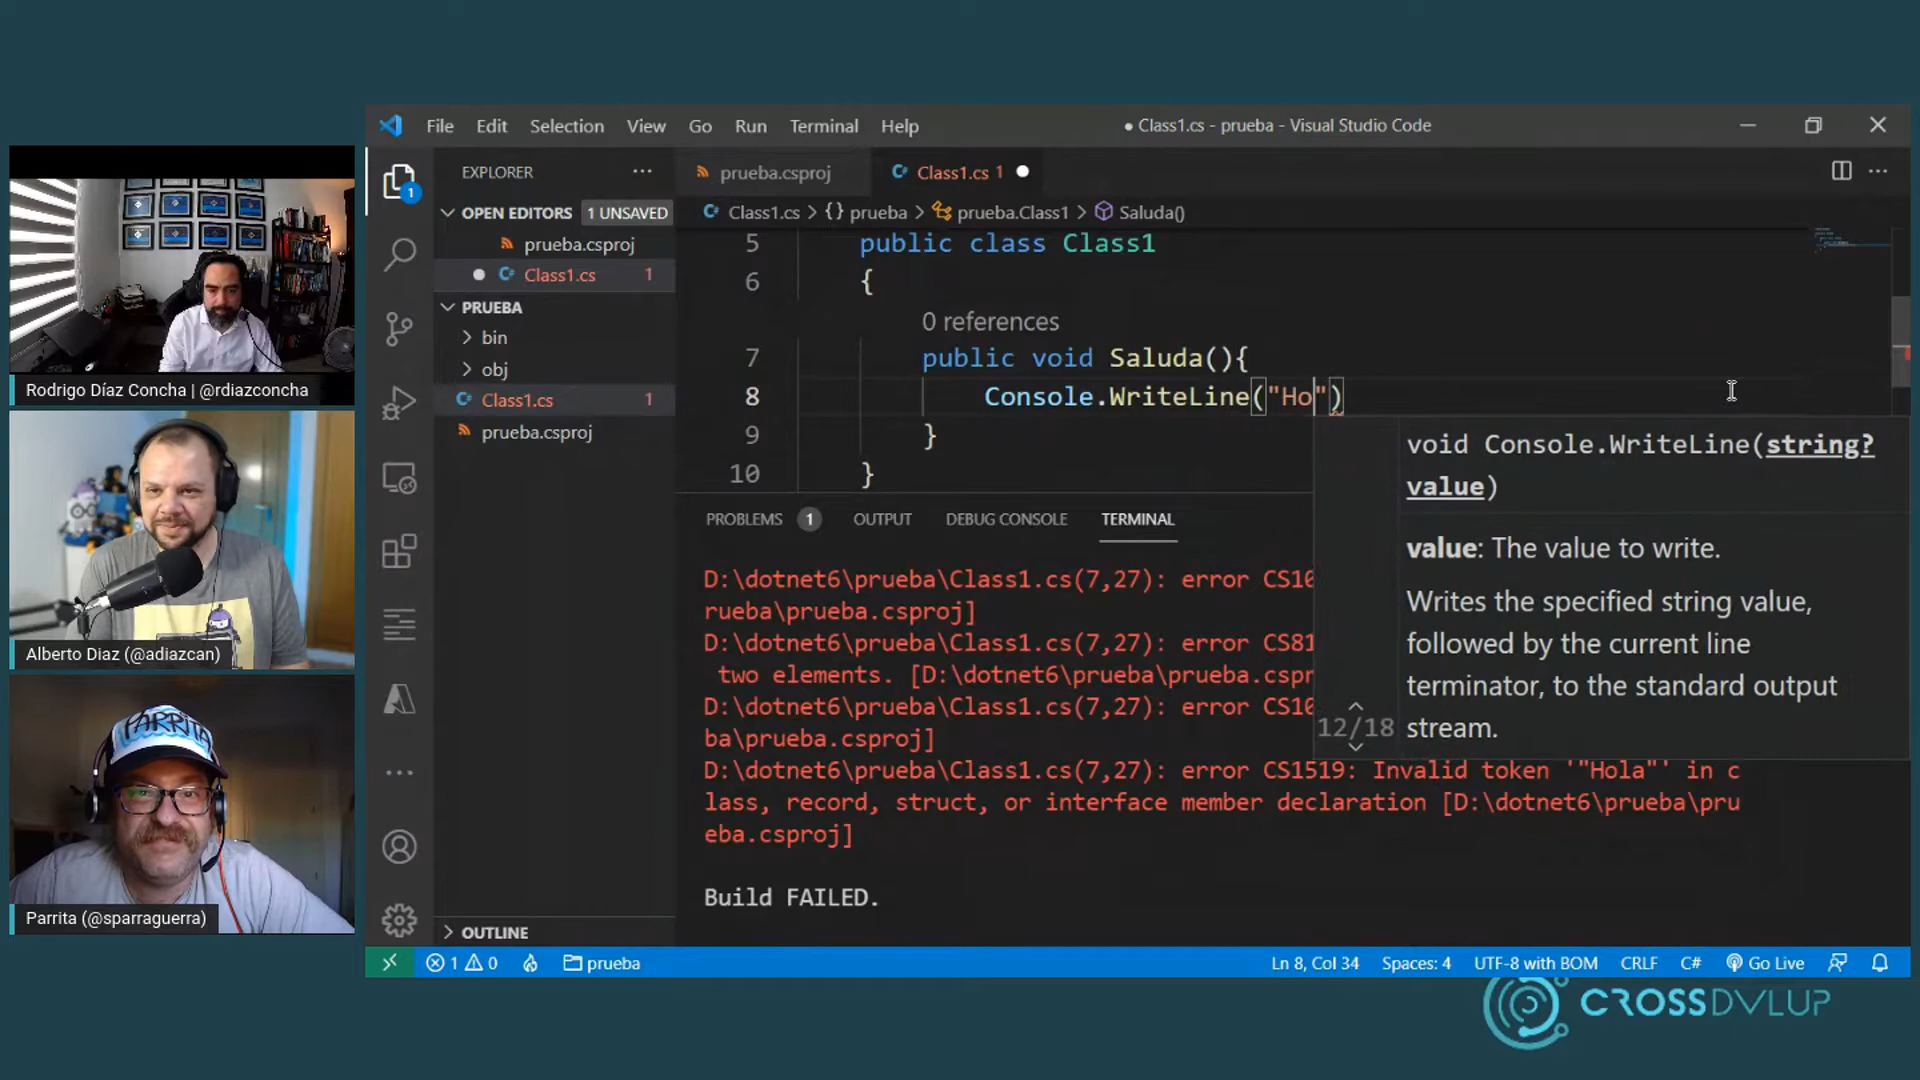 Rodrigo Díaz Concha | @rdiazconcha
Alberto Diaz (@adiazcan)
PARRITA
Parrita (@sparraguerra)
File Edit Selection View Go Run Terminal Help
● Class1.cs - prueba - Visual Studio Code
1
EXPLORER ...
OPEN EDITORS 1 UNSAVED
prueba.csproj
● Class1.cs 1
PRUEBA
bin
obj
Class1.cs 1
prueba.csproj
OUTLINE
prueba.csproj Class1.cs 1 ●
Class1.cs > {} prueba > prueba.Class1 > Saluda()
5 public class Class1
6 {
0 references
7 public void Saluda(){
8 Console.WriteLine("Ho")
9 }
10 }
void Console.WriteLine(string?
value)
value: The value to write.
Writes the specified string value,
followed by the current line
terminator, to the standard output
stream.
12/18
PROBLEMS 1 OUTPUT DEBUG CONSOLE TERMINAL
D:\dotnet6\prueba\Class1.cs(7,27): error CS10
rueba\prueba.csproj]
D:\dotnet6\prueba\Class1.cs(7,27): error CS81
two elements. [D:\dotnet6\prueba\prueba.cspr
D:\dotnet6\prueba\Class1.cs(7,27): error CS10
ba\prueba.csproj]
D:\dotnet6\prueba\Class1.cs(7,27): error CS1519: Invalid token '"Hola"' in c
lass, record, struct, or interface member declaration [D:\dotnet6\prueba\pru
eba.csproj]
Build FAILED.
1 0 prueba
Ln 8, Col 34 Spaces: 4 UTF-8 with BOM CRLF C# Go Live
CROSSDVLUP